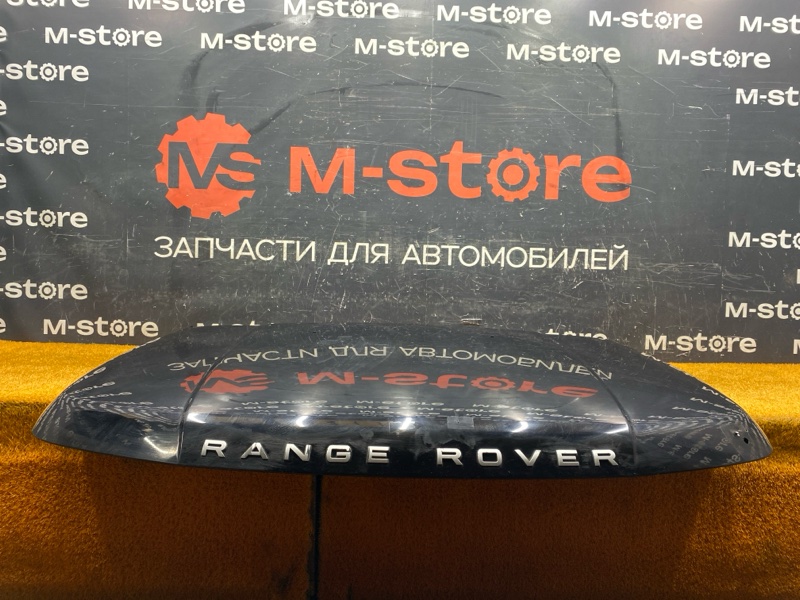 M-store M-store M-store M-store M-store
M-store M-store M-store M-store
M-store
M-store
MS M-store
ЗАПЧАСТИ ДЛЯ АВТОМОБИЛЕЙ
M-store
M-store
M-store
M-store M-store
RANGE ROVER